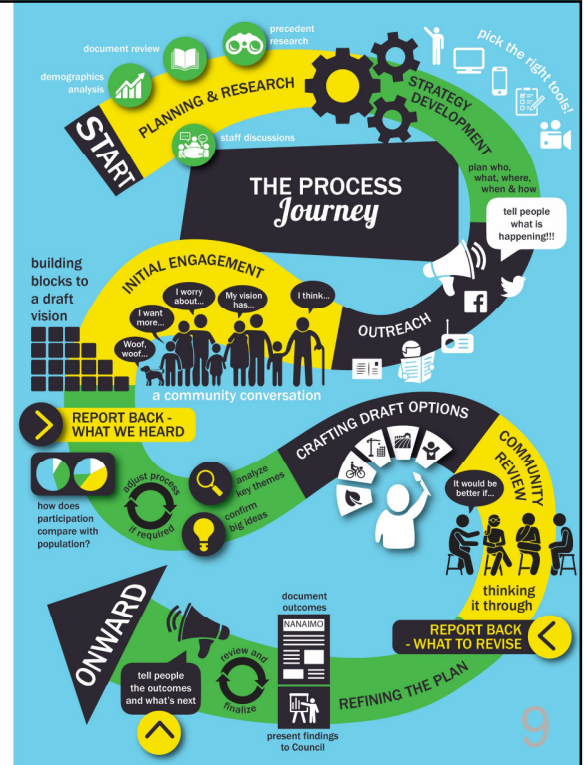 precedent
research
document review
demographics
analysis
START
PLANNING & RESEARCH
staff discussions
STRATEGY
DEVELOPMENT
pick the right tools!
plan who,
what, where,
when & how
THE PROCESS
Journey
tell people
what is
happening!!!
OUTREACH
INITIAL ENGAGEMENT
I think...
My vision
has...
I worry
about...
I want
more...
Woof,
woof...
a community conversation
building
blocks to
a draft
vision
REPORT BACK -
WHAT WE HEARD
how does
participation
compare with
population?
adjust process
if required
analyze
key themes
confirm
big ideas
CRAFTING DRAFT OPTIONS
COMMUNITY
REVIEW
It would be
better if...
thinking
it through
REPORT BACK
- WHAT TO REVISE
REFINING THE PLAN
document
outcomes
NANAIMO
present findings
to Council
review and
finalize
tell people
the outcomes
and what's next
ONWARD
9